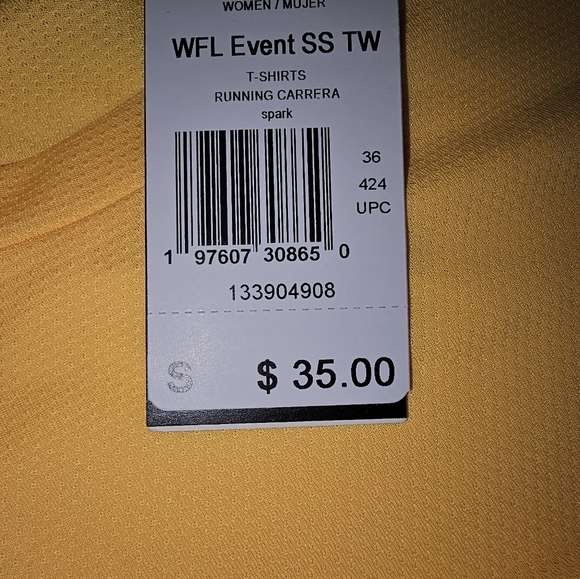 WOMEN / MUJER
WFL Event SS TW
T-SHIRTS
RUNNING CARRERA
spark
36
424
UPC
1 97607 30865 0
133904908
S $ 35.00